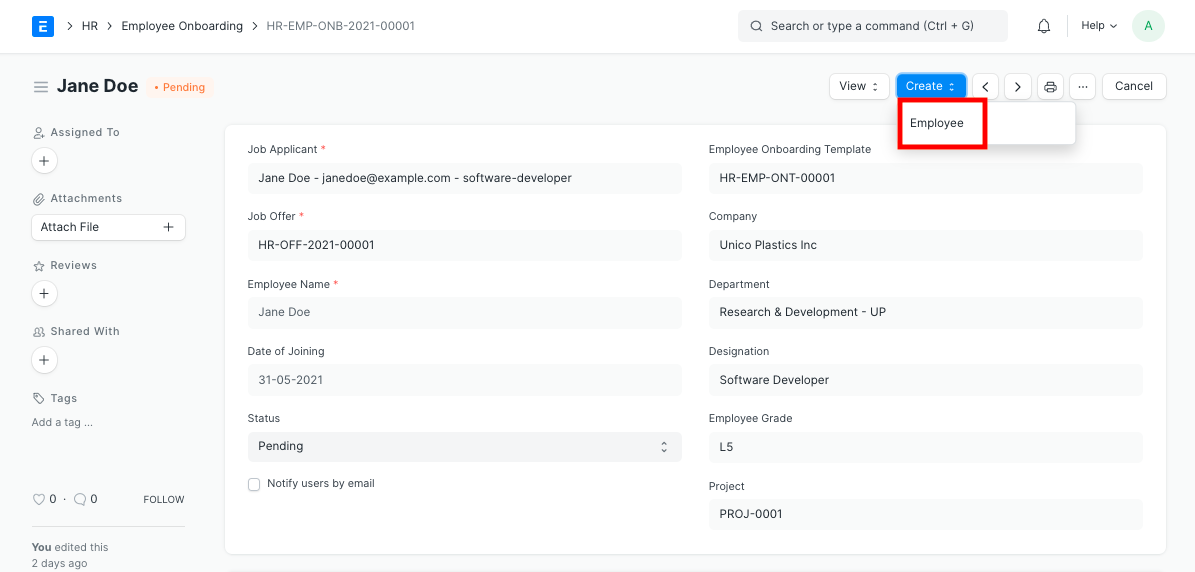 E
HR
Employee Onboarding
HR-EMP-ONB-2021-00001
Search or type a command (Ctrl + G)
Help
A
Jane Doe
• Pending
View
Create
...
Cancel
Employee
Assigned To
+
Attachments
Attach File +
Reviews
+
Shared With
+
Tags
Add a tag ...
0 · 0 FOLLOW
You edited this
2 days ago
Job Applicant *
Jane Doe - janedoe@example.com - software-developer
Job Offer *
HR-OFF-2021-00001
Employee Name *
Jane Doe
Date of Joining
31-05-2021
Status
Pending
Notify users by email
Employee Onboarding Template
HR-EMP-ONT-00001
Company
Unico Plastics Inc
Department
Research & Development - UP
Designation
Software Developer
Employee Grade
L5
Project
PROJ-0001